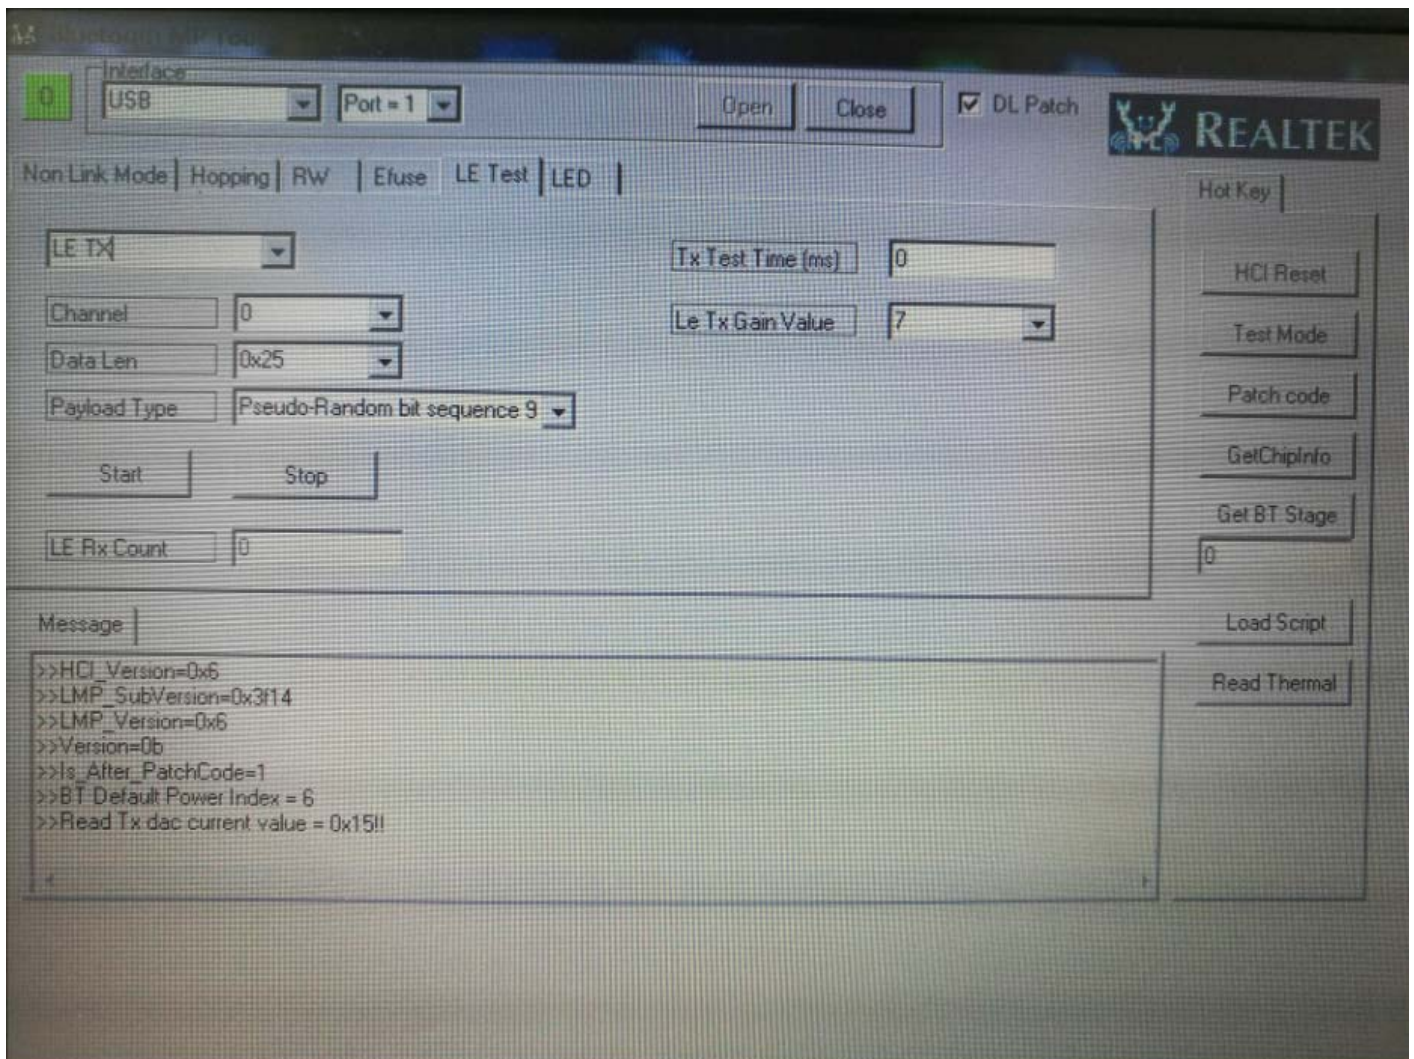 Bluetooth MP Tool
0
Interface
USB
Port = 1
Open
Close
DL Patch
REALTEK
Non Link Mode
Hopping
RW
Efuse
LE Test
LED
Hot Key
LE TX
Tx Test Time (ms)
0
HCI Reset
Channel
0
Le Tx Gain Value
7
Test Mode
Data Len
0x25
Payload Type
Pseudo-Random bit sequence 9
Patch code
Start
Stop
GetChipInfo
Get BT Stage
LE Rx Count
0
0
Message
Load Script
>>HCI_Version=0x6
>>LMP_SubVersion=0x3f14
>>LMP_Version=0x6
>>Version=0b
>>Is_After_PatchCode=1
>>BT Default Power Index = 6
>>Read Tx dac current value = 0x15!!
Read Thermal